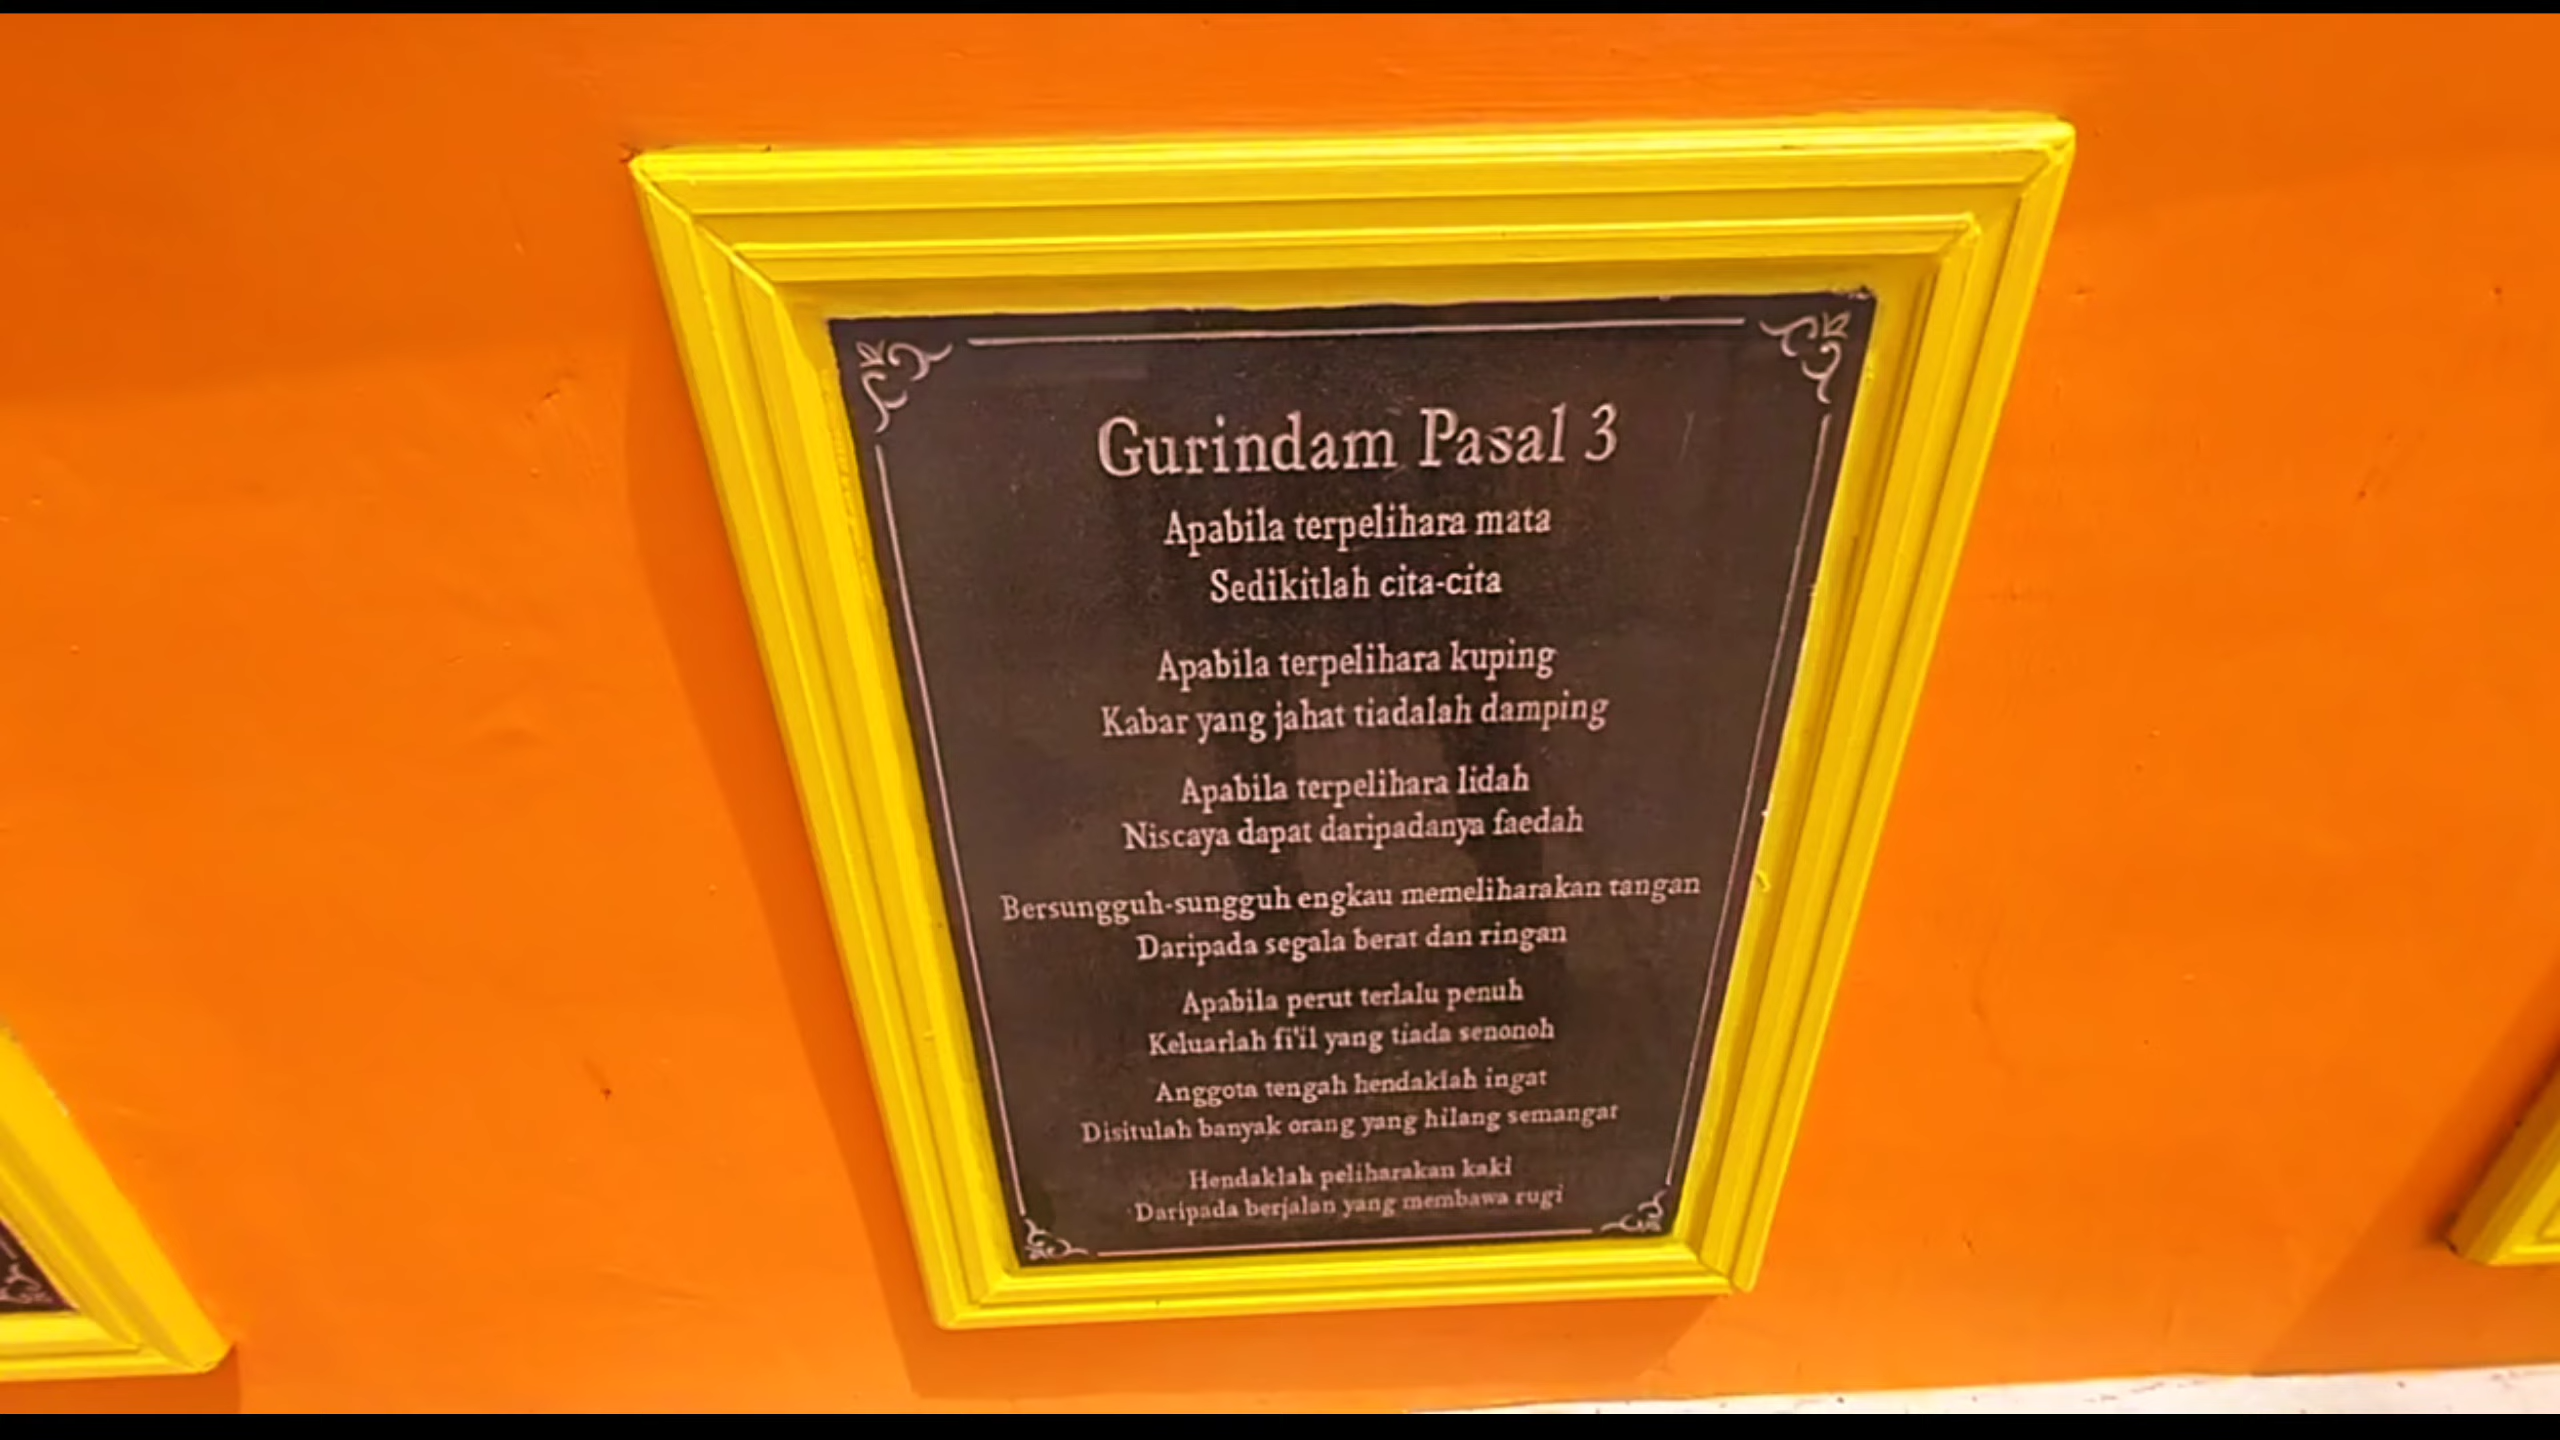 Gurindam Pasal 3
Apabila terpelihara mata
Sedikitlah cita-cita
Apabila terpelihara kuping
Kabar yang jahat tiadalah damping
Apabila terpelihara lidah
Niscaya dapat daripadanya faedah
Bersungguh-sungguh engkau memeliharakan tangan
Daripada segala berat dan ringan
Apabila perut terlalu penuh
Keluarlah fi'il yang tiada senonoh
Anggota tengah hendaklah ingat
Disitulah banyak orang yang hilang semangat
Hendaklah peliharakan kaki
Daripada berjalan yang membawa rugi